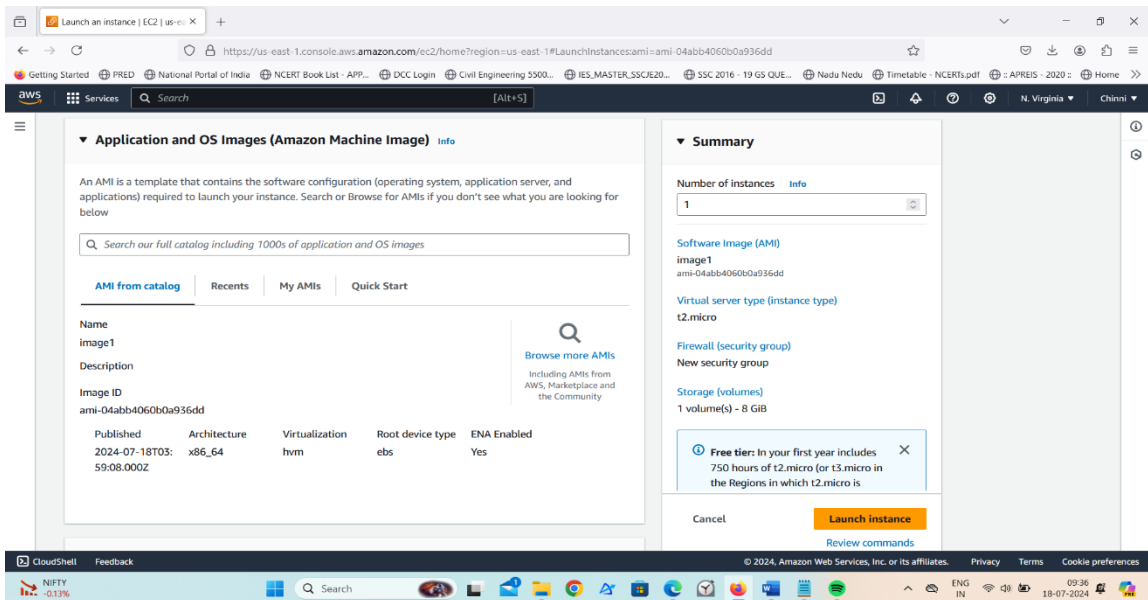 Launch an instance | EC2 | us-ea
https://us-east-1.console.aws.amazon.com/ec2/home?region=us-east-1#LaunchInstances:ami=ami-04abb4060b0a936dd
Getting Started PRED National Portal of India NCERT Book List - APP... DCC Login Civil Engineering 5500... IES_MASTER_SSCJE20... SSC 2016 - 19 GS QUE... Nadu Nedu Timetable - NCERTs.pdf :: APREIS - 2020 :: Home
aws Services Search [Alt+S] N. Virginia Chinni
Application and OS Images (Amazon Machine Image) Info
An AMI is a template that contains the software configuration (operating system, application server, and
applications) required to launch your instance. Search or Browse for AMIs if you don't see what you are looking for
below
Search our full catalog including 1000s of application and OS images
AMI from catalog Recents My AMIs Quick Start
Name
image1
Description
Image ID
ami-04abb4060b0a936dd
Browse more AMIs
Including AMIs from
AWS, Marketplace and
the Community
Published Architecture Virtualization Root device type ENA Enabled
2024-07-18T03: x86_64 hvm ebs Yes
59:08.000Z
Summary
Number of instances Info
1
Software Image (AMI)
image1
ami-04abb4060b0a936dd
Virtual server type (instance type)
t2.micro
Firewall (security group)
New security group
Storage (volumes)
1 volume(s) - 8 GiB
Free tier: In your first year includes
750 hours of t2.micro (or t3.micro in
the Regions in which t2.micro is
Cancel Launch instance
Review commands
CloudShell Feedback © 2024, Amazon Web Services, Inc. or its affiliates. Privacy Terms Cookie preferences
NIFTY
-0.13%
Search
ENG
IN
09:36
18-07-2024
PRE